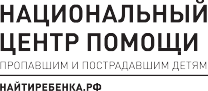 НАЦИОНАЛЬНЫЙ
ЦЕНТР ПОМОЩИ
ПРОПАВШИМ И ПОСТРАДАВШИМ ДЕТЯМ
НАЙТИРЕБЕНКА.РФ